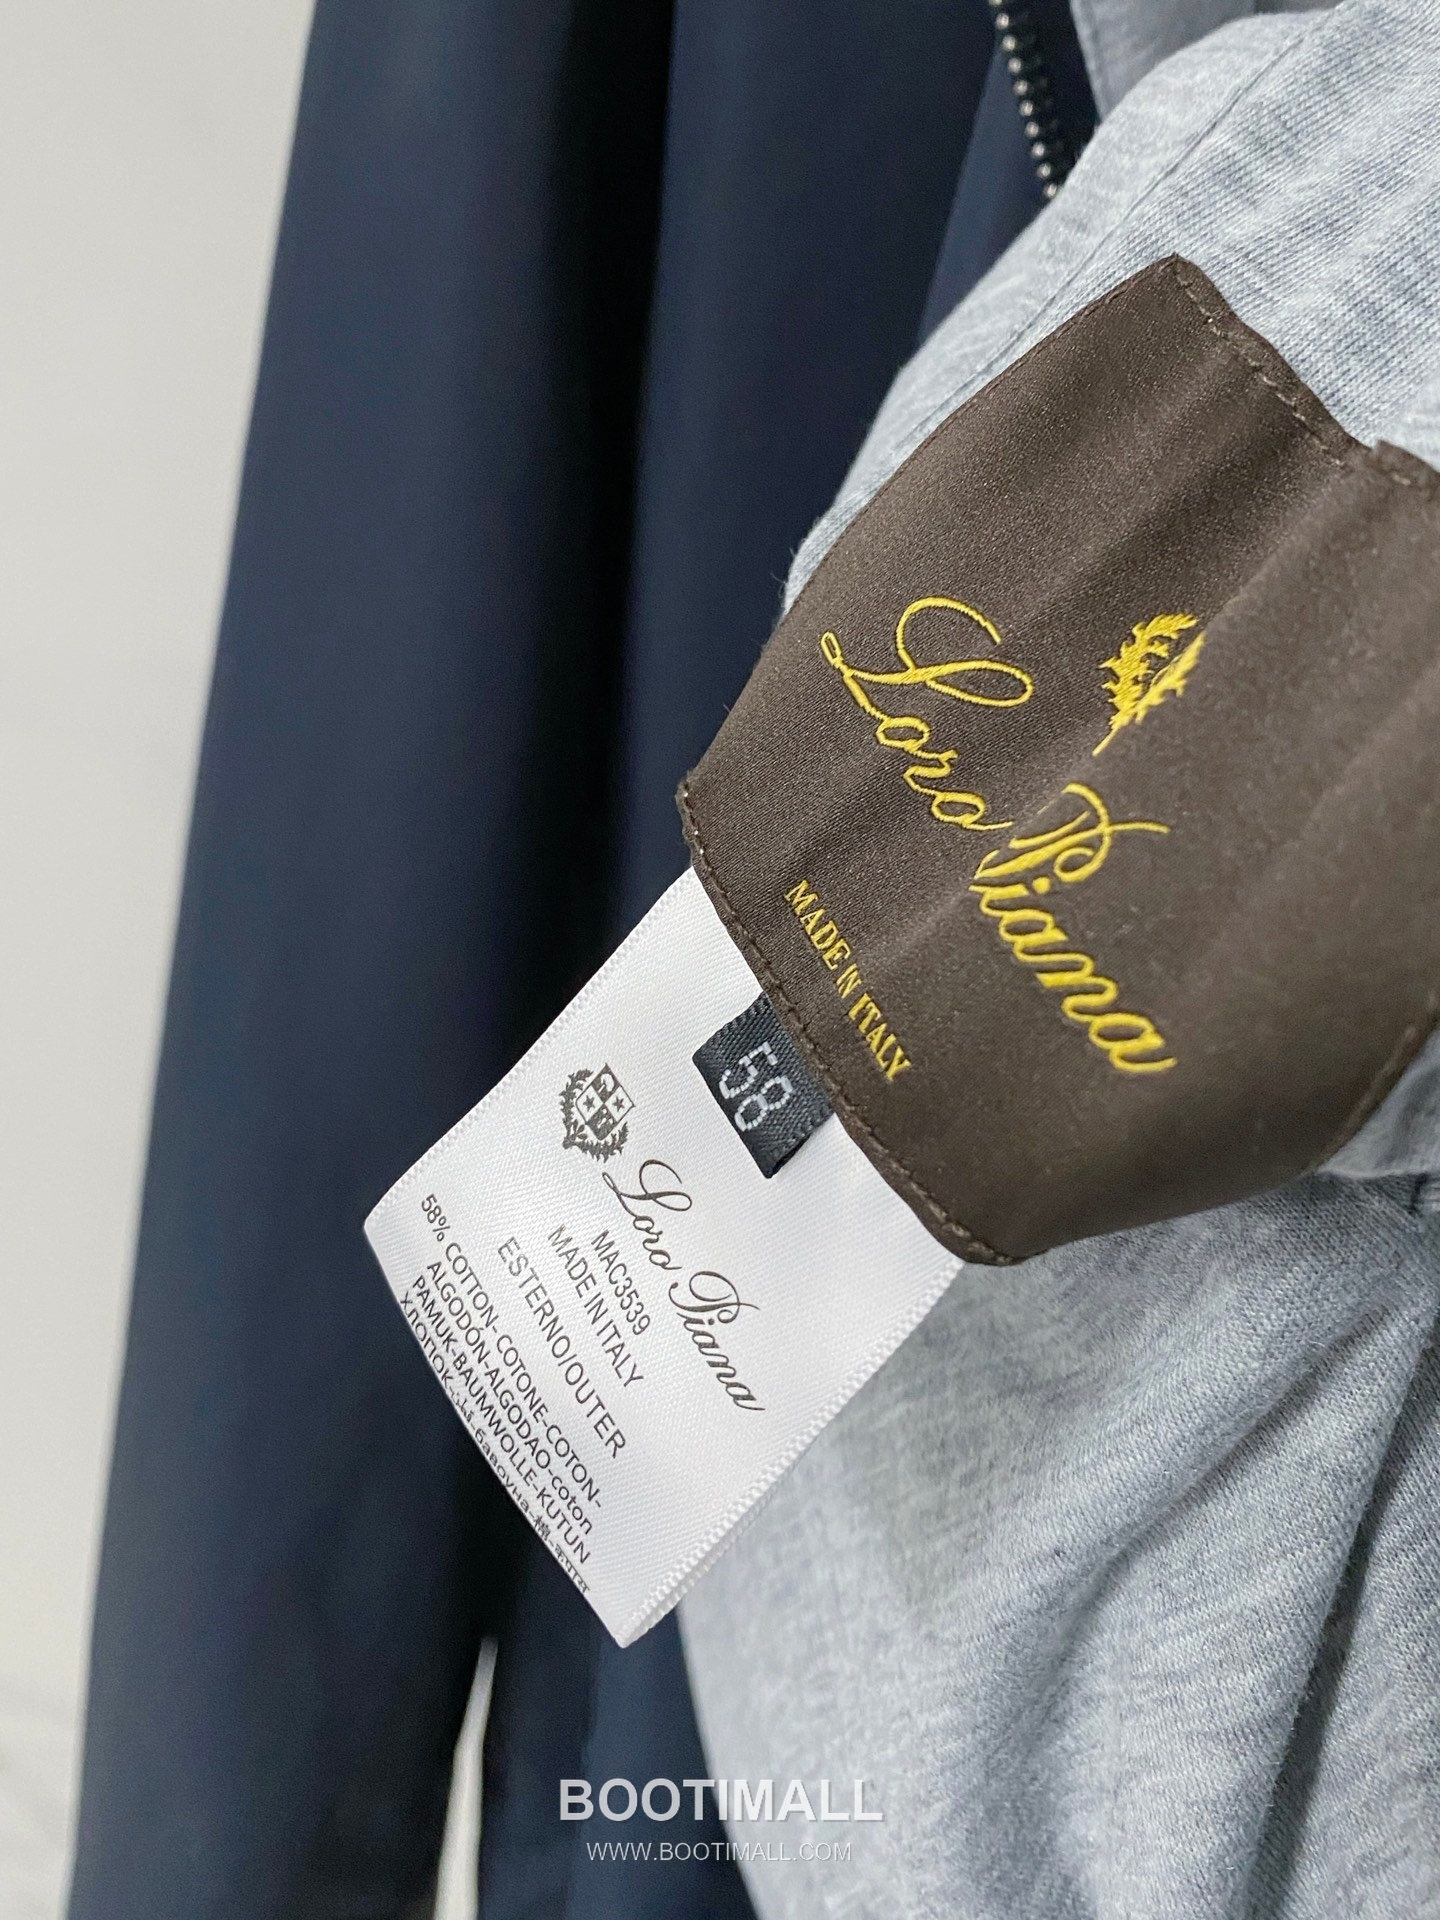 Loro Piana
MADE IN ITALY
58
Loro Piana
MAC3539
MADE IN ITALY
ESTERNO/OUTER
58% COTTON- COTONE-COTON-
ALGODÓN-ALGODAO-coton
PAMUK-BAUMWOLLE-KUTUN
ХЛОПОК-
BOOTIMALL
WWW.BOOTIMALL.COM